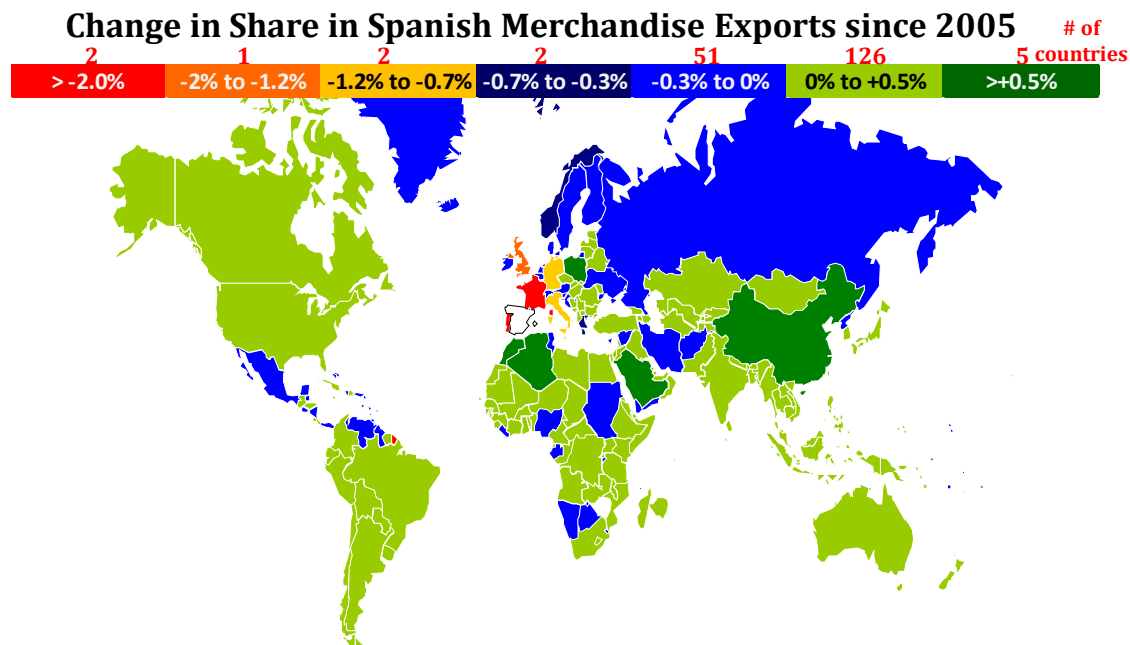 Change in Share in Spanish Merchandise Exports since 2005
# of countries
2 1 2 2 51 126 5
> -2.0% -2% to -1.2% -1.2% to -0.7% -0.7% to -0.3% -0.3% to 0% 0% to +0.5% >+0.5%